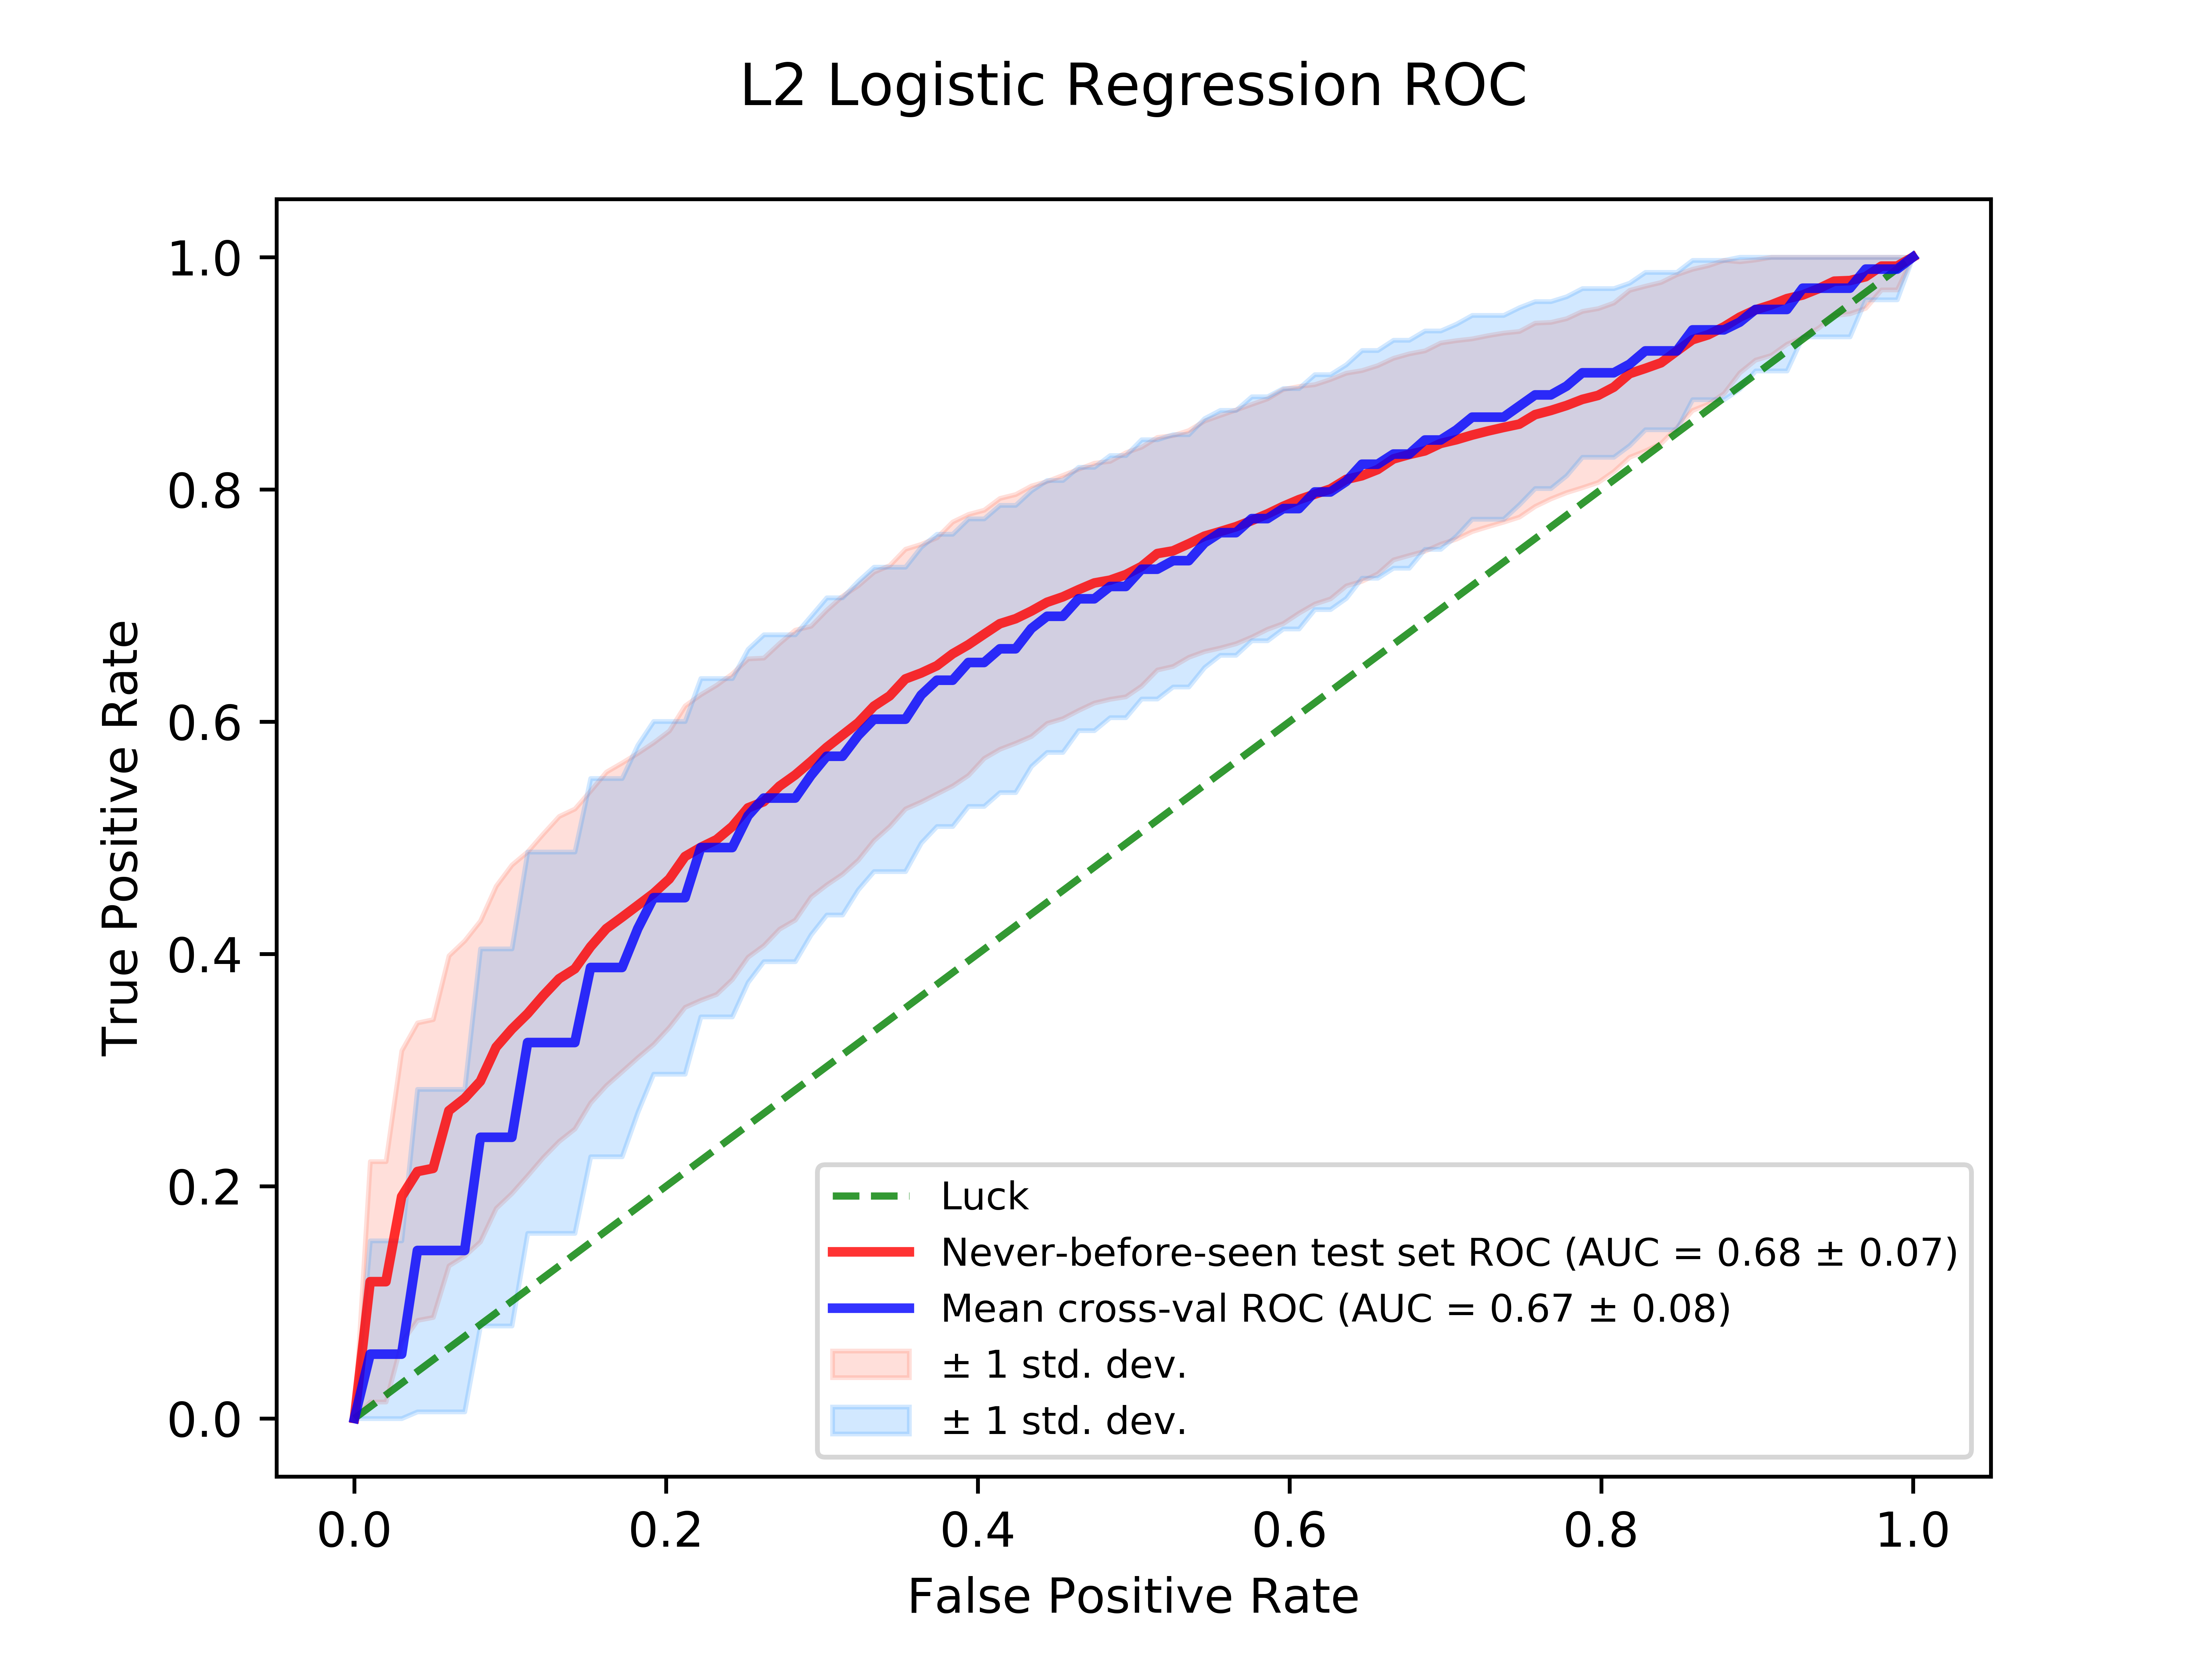 L2 Logistic Regression ROC
True Positive Rate
1.0
0.8
0.6
0.4
0.2
0.0
Luck
Never-before-seen test set ROC (AUC = 0.68 ± 0.07)
Mean cross-val ROC (AUC = 0.67 ± 0.08)
± 1 std. dev.
± 1 std. dev.
0.0 0.2 0.4 0.6 0.8 1.0
False Positive Rate